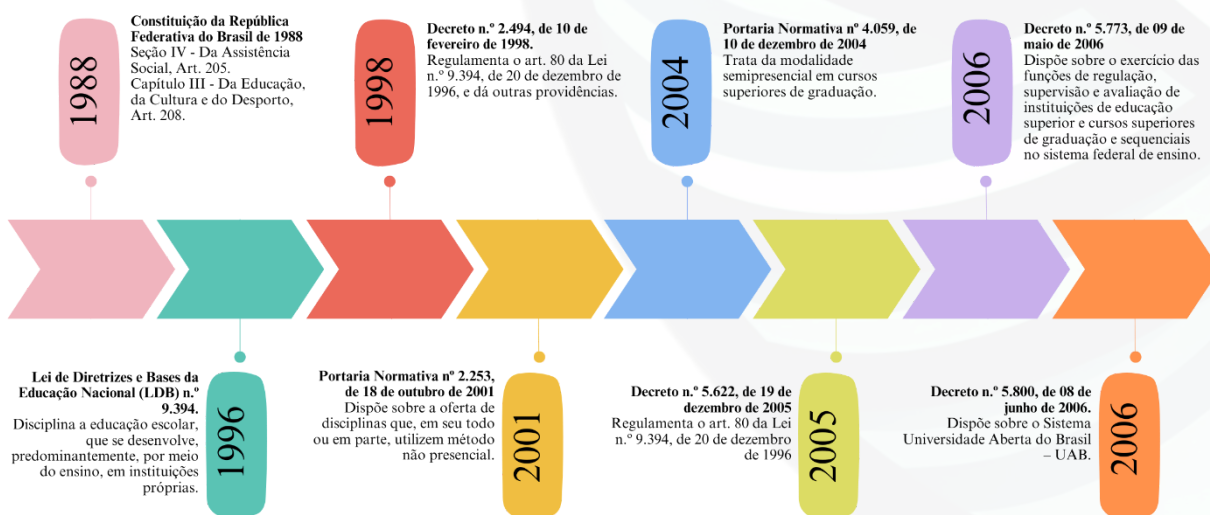 1988
Constituição da República
Federativa do Brasil de 1988
Seção IV - Da Assistência
Social, Art. 205.
Capítulo III - Da Educação,
da Cultura e do Desporto,
Art. 208.
1998
Decreto n.º 2.494, de 10 de
fevereiro de 1998.
Regulamenta o art. 80 da Lei
n.º 9.394, de 20 de dezembro de
1996, e dá outras providências.
2004
Portaria Normativa nº 4.059, de
10 de dezembro de 2004
Trata da modalidade
semipresencial em cursos
superiores de graduação.
2006
Decreto n.º 5.773, de 09 de
maio de 2006
Dispõe sobre o exercício das
funções de regulação,
supervisão e avaliação de
instituições de educação
superior e cursos superiores
de graduação e sequenciais
no sistema federal de ensino.
Lei de Diretrizes e Bases da
Educação Nacional (LDB) n.º
9.394.
Disciplina a educação escolar,
que se desenvolve,
predominantemente, por meio
do ensino, em instituições
próprias.
1996
Portaria Normativa nº 2.253,
de 18 de outubro de 2001
Dispõe sobre a oferta de
disciplinas que, em seu todo
ou em parte, utilizem método
não presencial.
2001
Decreto n.º 5.622, de 19 de
dezembro de 2005
Regulamenta o art. 80 da Lei
n.º 9.394, de 20 de dezembro
de 1996
2005
Decreto n.º 5.800, de 08 de
junho de 2006.
Dispõe sobre o Sistema
Universidade Aberta do Brasil
– UAB.
2006